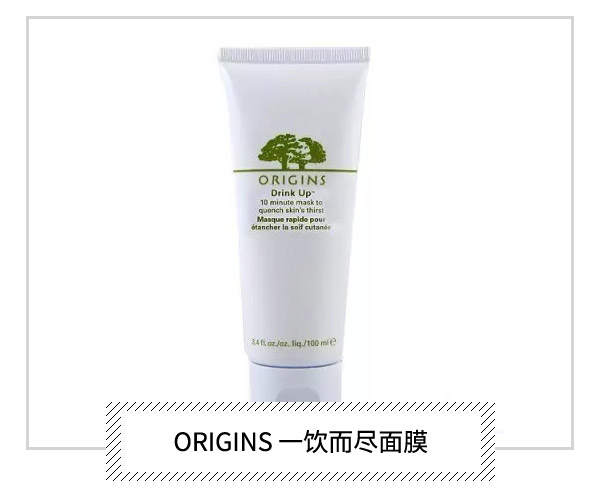 ORIGINS
Drink Up™
10 minute mask to
quench skin's thirst
Masque rapide pour
étancher la soif cutanée
3.4 fl. oz./oz. liq./100 ml ℮
ORIGINS 一饮而尽面膜